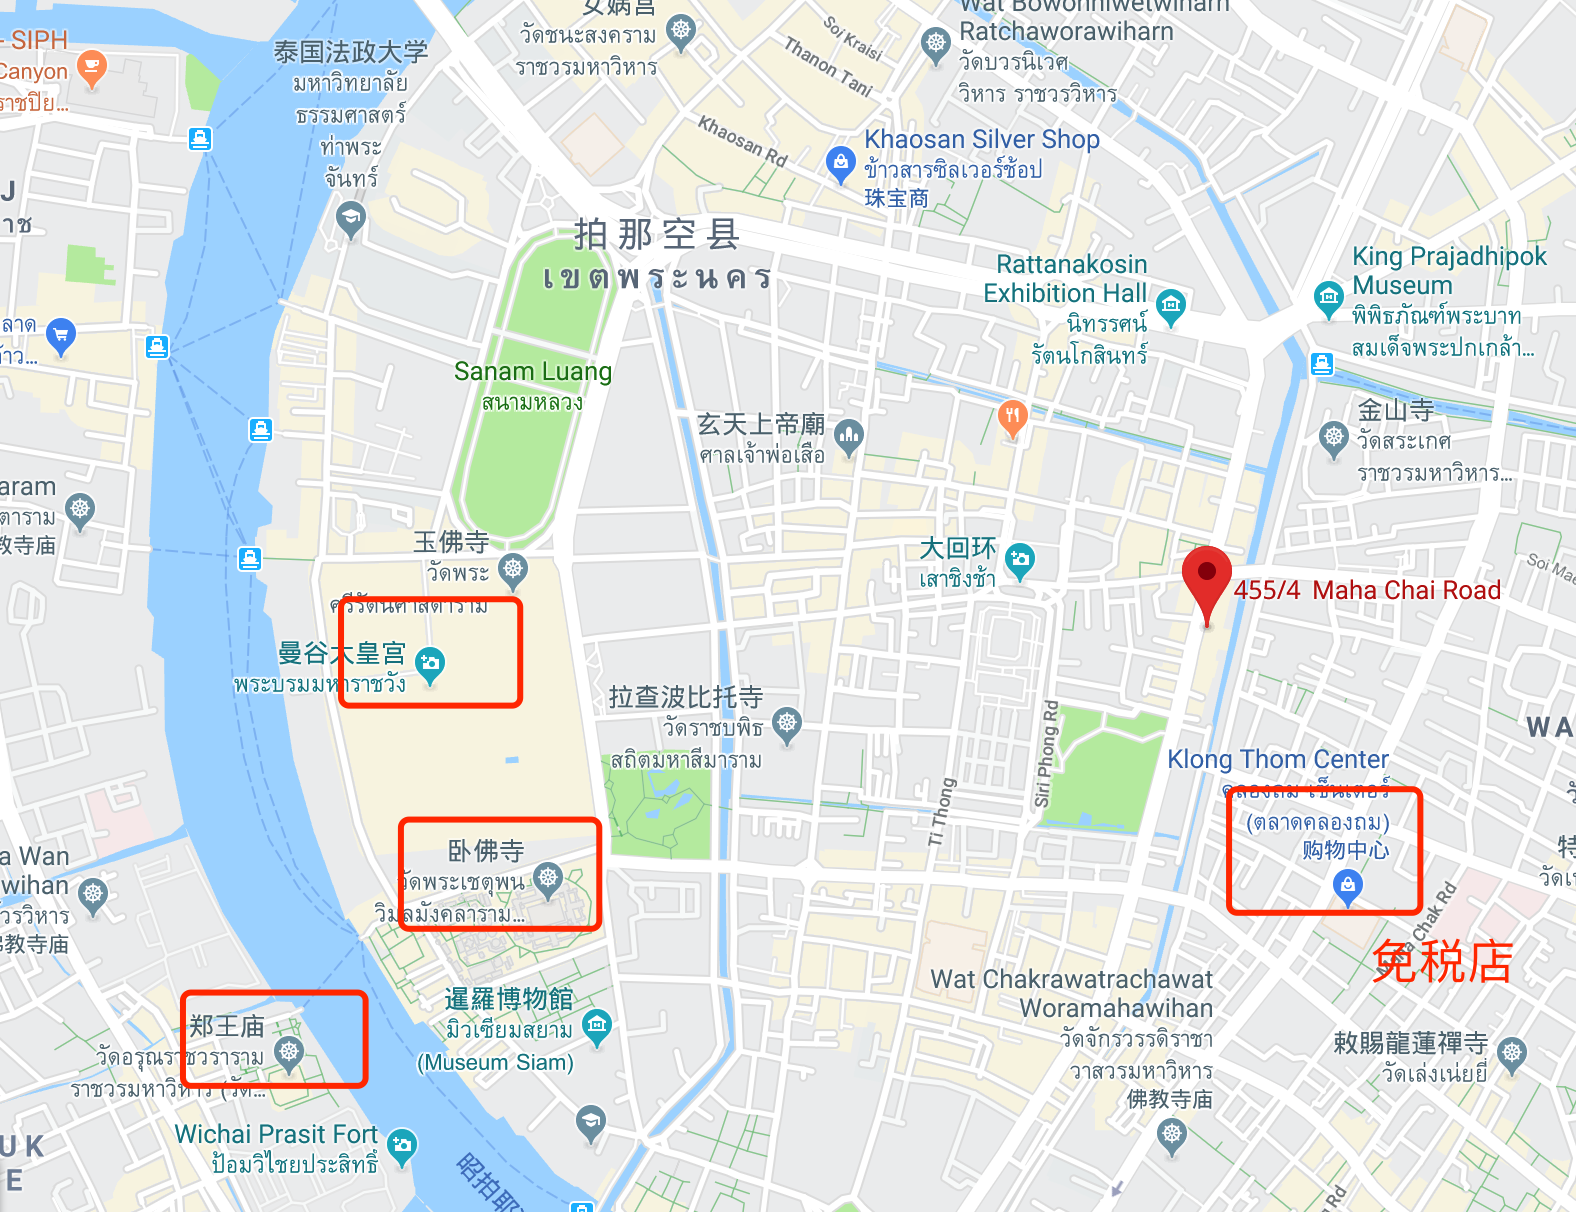 - SIPH
Canyon
ราชปิย...
泰国法政大学
มหาวิทยาลัย
ธรรมศาสตร์
ท่าพระ
จันทร์
女娲宫
วัดชนะสงคราม
ราชวรมหาวิหาร
Soi Kraisi
Thanon Tani
Khaosan Rd
Wat Bowonniwetwiharn
Ratchaworawiharn
วัดบวรนิเวศ
วิหาร ราชวรวิหาร
Khaosan Silver Shop
ข้าวสารซิลเวอร์ช้อป
珠宝商
J
าช
拍那空县
เขตพระนคร
Rattanakosin
Exhibition Hall
นิทรรศน์
รัตนโกสินทร์
King Prajadhipok
Museum
พิพิธภัณฑ์พระบาท
สมเด็จพระปกเกล้า...
ลาด
้าว...
Sanam Luang
สนามหลวง
玄天上帝廟
ศาลเจ้าพ่อเสือ
金山寺
วัดสระเกศ
ราชวรมหาวิหาร...
aram
ตาราม
教寺庙
玉佛寺
วัดพระ
ศรีรัตนศาสดาราม
大回环
เสาชิงช้า
Soi Mae
455/4 Maha Chai Road
曼谷大皇宫
พระบรมมหาราชวัง
拉查波比托寺
วัดราชบพิธ
สถิตมหาสีมาราม
Siri Phong Rd
WA
Klong Thom Center
คลองถม เซ็นเตอร์
(ตลาดคลองถม)
购物中心
Ti Thong
a Wan
wihan
วรวิหาร
佛教寺庙
卧佛寺
วัดพระเชตุพน
วิมลมังคลาราม...
特
วัดเท
Maha Chak Rd
免税店
郑王庙
วัดอรุณราชวราราม
ราชวรมหาวิหาร (วัด...
暹羅博物館
มิวเซียมสยาม
(Museum Siam)
Wat Chakrawatrachawat
Woramahawihan
วัดจักรวรรดิราชา
วาสวรมหาวิหาร
佛教寺庙
敕賜龍蓮禪寺
วัดเล่งเน่ยยี่
Wichai Prasit Fort
ป้อมวิไชยประสิทธิ์
UK
E
昭拍耶
Rd